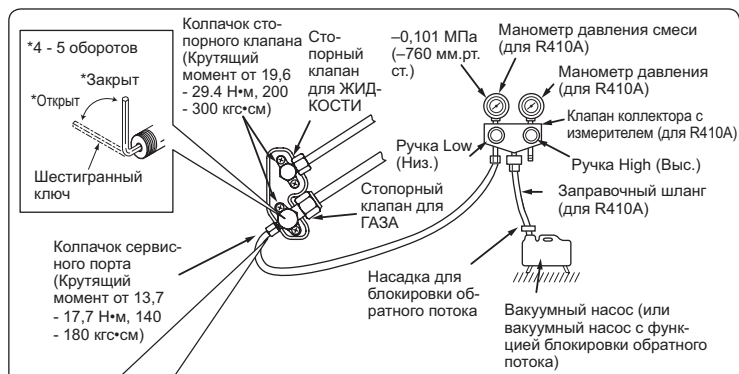 *4 - 5 оборотов
*Закрыт
*Открыт
Шестигранный
ключ
Колпачок сто-
порного клапана
(Крутящий
момент от 19,6
- 29.4 Н•м, 200
- 300 кгс•см)
Сто-
порный
клапан
для ЖИД-
КОСТИ
–0,101 МПа
(–760 мм.рт.
ст.)
Манометр давления смеси
(для R410A)
Манометр давления
(для R410A)
Клапан коллектора с
измерителем (для R410A)
Ручка Low
(Низ.)
Ручка High (Выс.)
Заправочный шланг
(для R410A)
Стопорный
клапан для
ГАЗА
Колпачок сервис-
ного порта
(Крутящий
момент от 13,7
- 17,7 Н•м, 140
- 180 кгс•см)
Насадка для
блокировки об-
ратного потока
Вакуумный насос (или
вакуумный насос с функ-
цией блокировки обратного
потока)